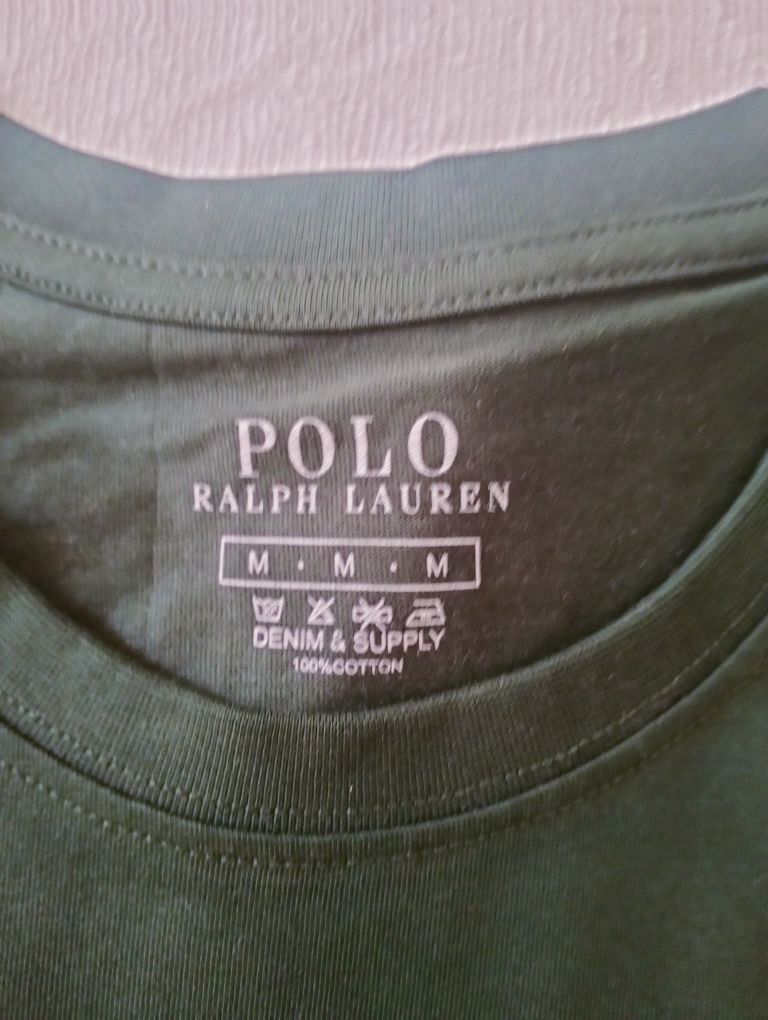 POLO
RALPH LAUREN
M • M • M
DENIM & SUPPLY
100%COTTON